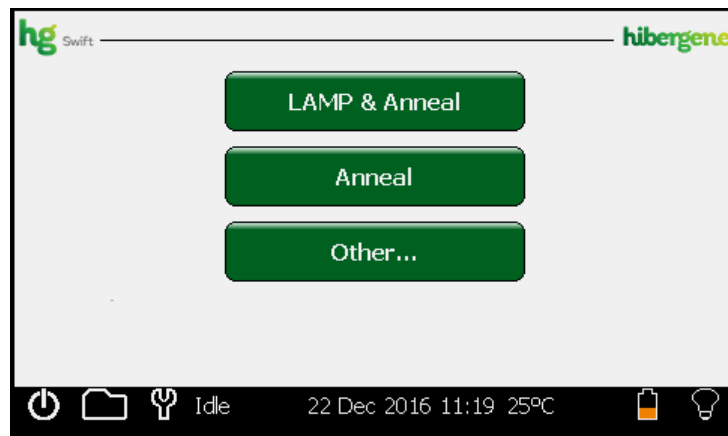 hg Swift hibergene
LAMP & Anneal
Anneal
Other...
Idle 22 Dec 2016 11:19 25ºC